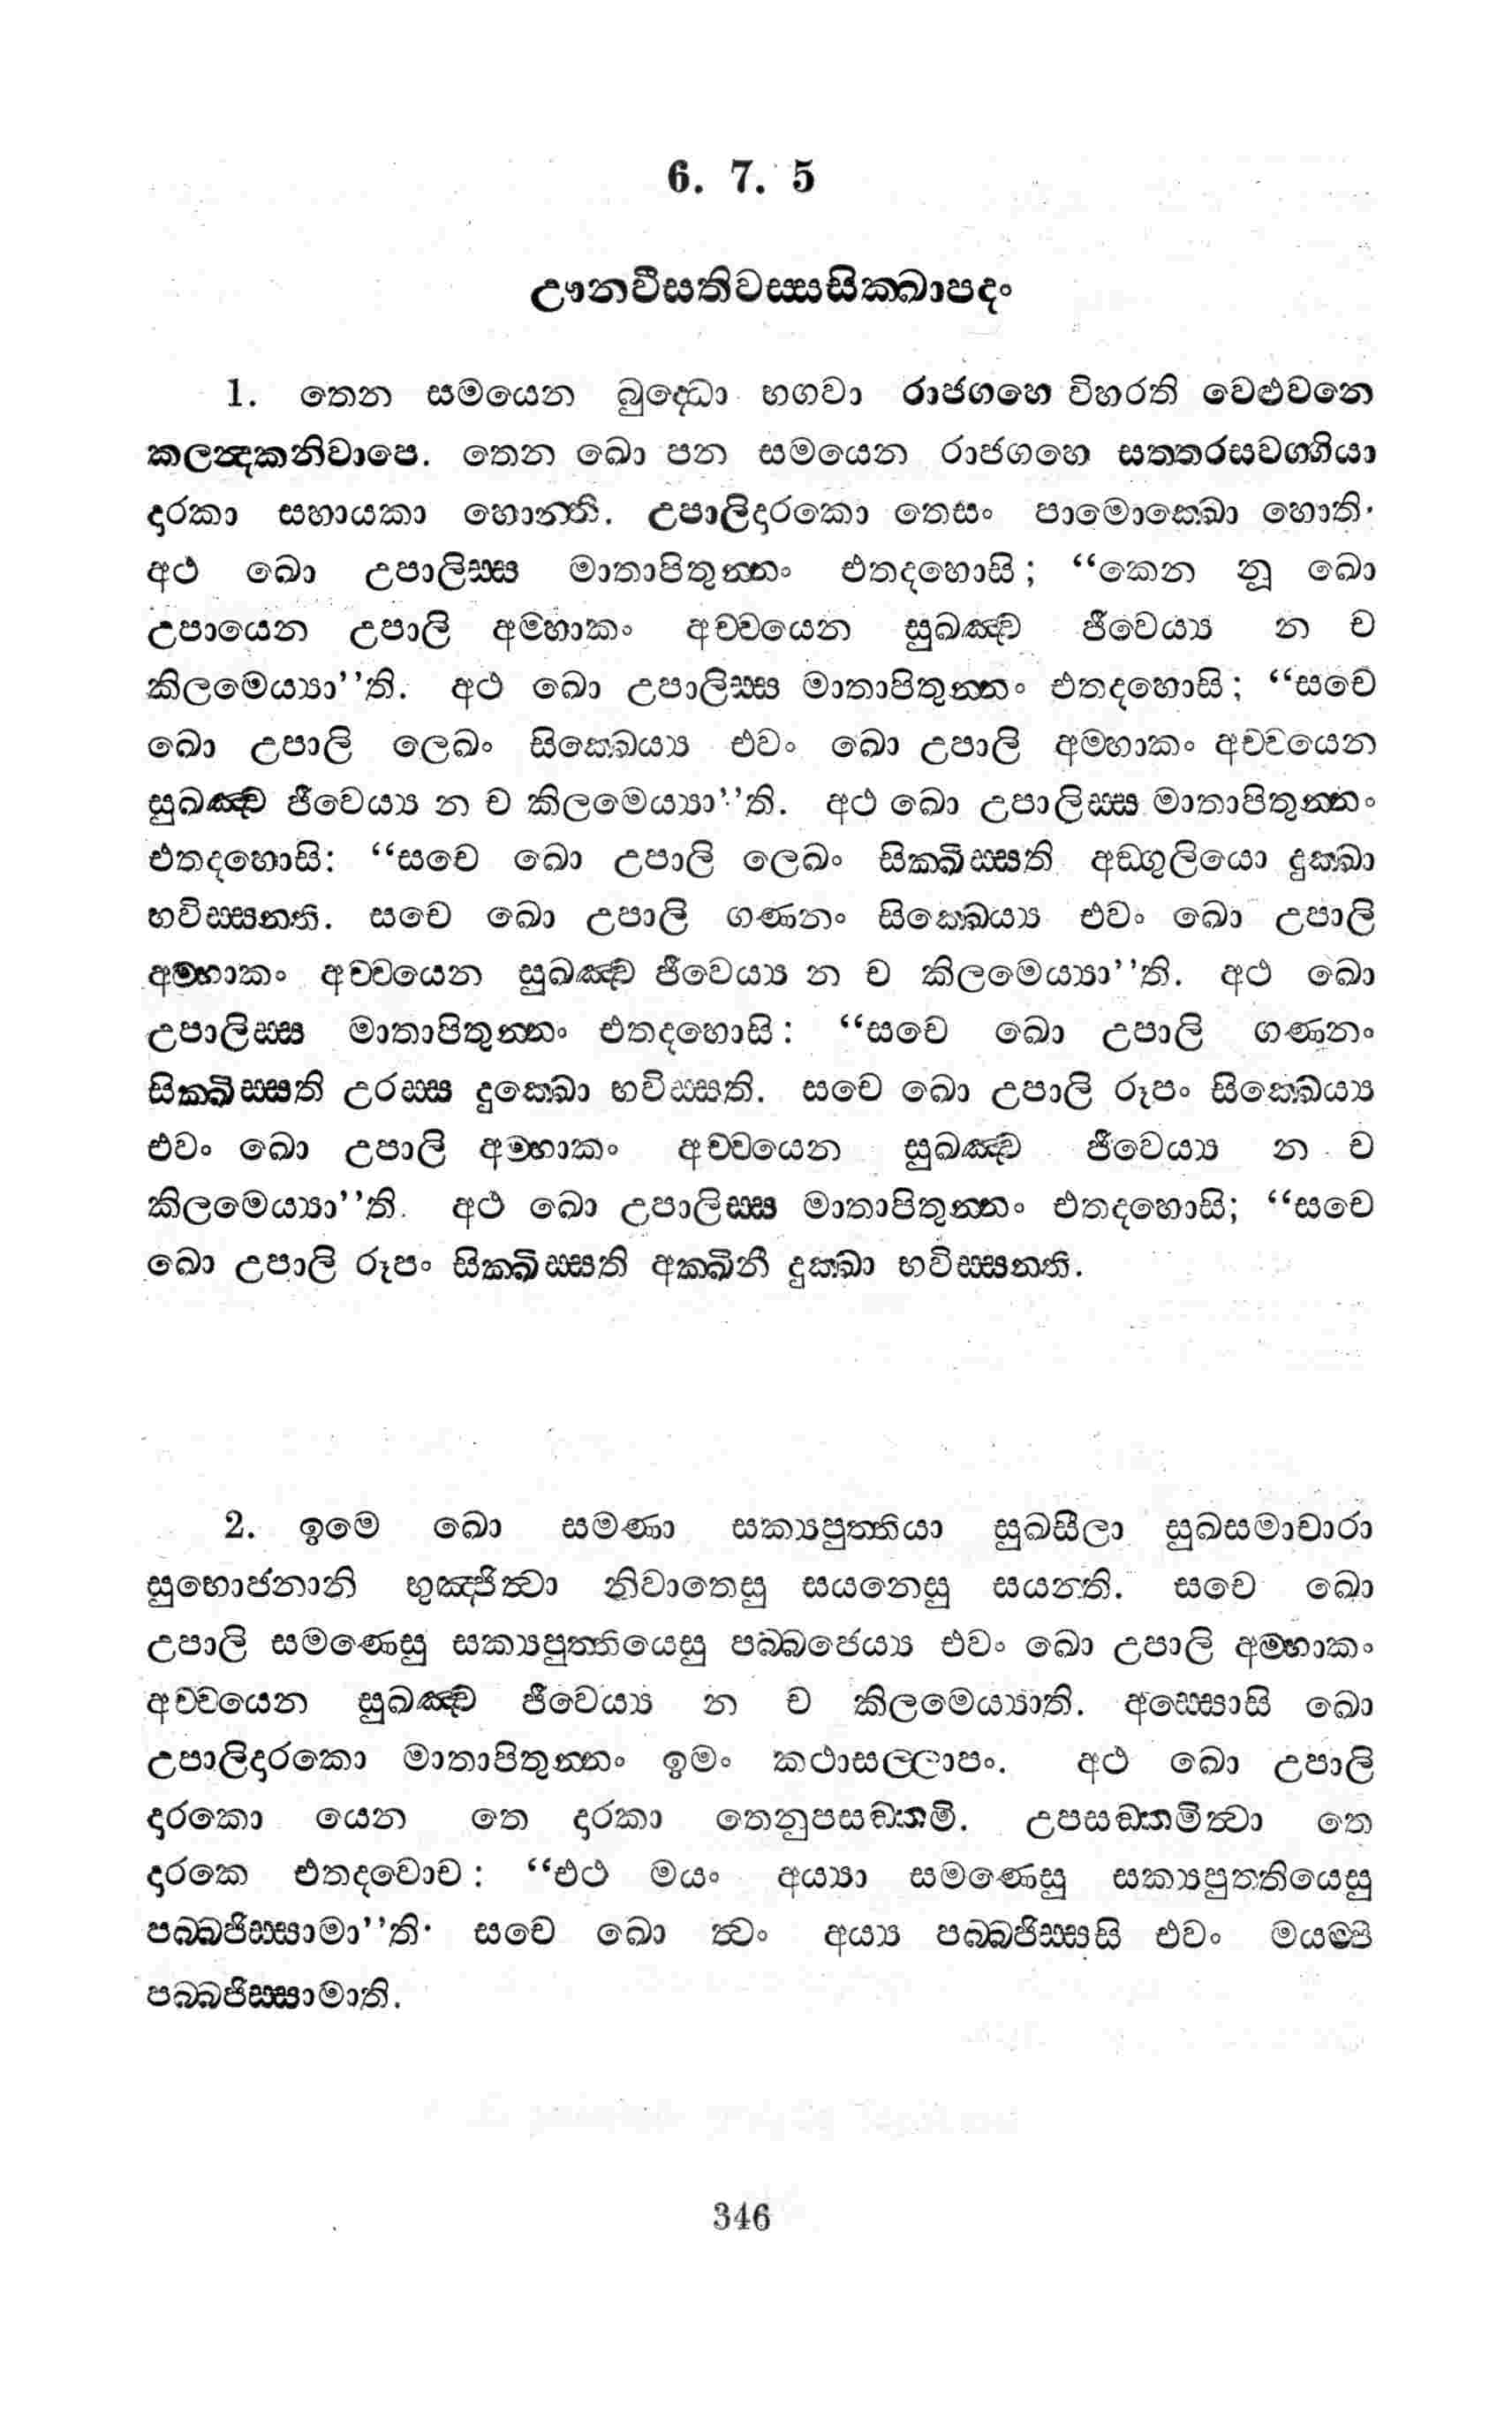 6. 7. 5
ඌනවීසතිවස්සසික්ඛාපදං
1. තෙන සමයෙන බුද්ධො භගවා රාජගහෙ විහරති වෙළුවනෙ
කලන්දකනිවාපෙ. තෙන ඛො පන සමයෙන රාජගහෙ සත්තරසවග්ගියා
දාරකා සහායකා හොන්ති. උපාලිදාරකො තෙසං පාමොක්ඛො හොති.
අථ ඛො උපාලිස්ස මාතාපිතුන්නං එතදහොසි; “කෙන නූ ඛො
උපායෙන උපාලි අම්හාකං අච්චයෙන සුඛඤ්ච ජීවෙය්‍ය න ච
කිලමෙය්‍යා’’ති. අථ ඛො උපාලිස්ස මාතාපිතුන්නං එතදහොසි; “සචෙ
ඛො උපාලි ලෙඛං සික්ඛෙය්‍ය එවං ඛො උපාලි අම්හාකං අච්චයෙන
සුඛඤ්ච ජීවෙය්‍ය න ච කිලමෙය්‍යා’’ති. අථ ඛො උපාලිස්ස මාතාපිතුන්නං
එතදහොසි: “සචෙ ඛො උපාලි ලෙඛං සික්ඛිස්සති අඞ්ගුලියො දුක්ඛා
භවිස්සන්ති. සචෙ ඛො උපාලි ගණනං සික්ඛෙය්‍ය එවං ඛො උපාලි
අම්හාකං අච්චයෙන සුඛඤ්ච ජීවෙය්‍ය න ච කිලමෙය්‍යා’’ති. අථ ඛො
උපාලිස්ස මාතාපිතුන්නං එතදහොසි: “සචෙ ඛො උපාලි ගණනං
සික්ඛිස්සති උරස්ස දුක්ඛො භවිස්සති. සචෙ ඛො උපාලි රූපං සික්ඛෙය්‍ය
එවං ඛො උපාලි අම්හාකං අච්චයෙන සුඛඤ්ච ජීවෙය්‍ය න ච
කිලමෙය්‍යා’’ති. අථ ඛො උපාලිස්ස මාතාපිතුන්නං එතදහොසි; “සචෙ
ඛො උපාලි රූපං සික්ඛිස්සති අක්ඛිනී දුක්ඛා භවිස්සන්ති.
2. ඉමෙ ඛො සමණා සක්‍යපුත්තියා සුඛසීලා සුඛසමාචාරා
සුභොජනානි භුඤ්ජිත්වා නිවාතෙසු සයනෙසු සයන්ති. සචෙ ඛො
උපාලි සමණෙසු සක්‍යපුත්තියෙසු පබ්බජෙය්‍ය එවං ඛො උපාලි අම්හාකං
අච්චයෙන සුඛඤ්ච ජීවෙය්‍ය න ච කිලමෙය්‍යාති. අස්සොසි ඛො
උපාලිදාරකො මාතාපිතුන්නං ඉමං කථාසල්ලාපං. අථ ඛො උපාලි
දාරකො යෙන තෙ දාරකා තෙනුපසඞ්කමි. උපසඞ්කමිත්වා තෙ
දාරකෙ එතදවොච: “එථ මයං අය්‍යා සමණෙසු සක්‍යපුත්තියෙසු
පබ්බජිස්සාමා’’ති. සචෙ ඛො ත්වං අය්‍ය පබ්බජිස්සසි එවං මයම්පි
පබ්බජිස්සාමාති.
346